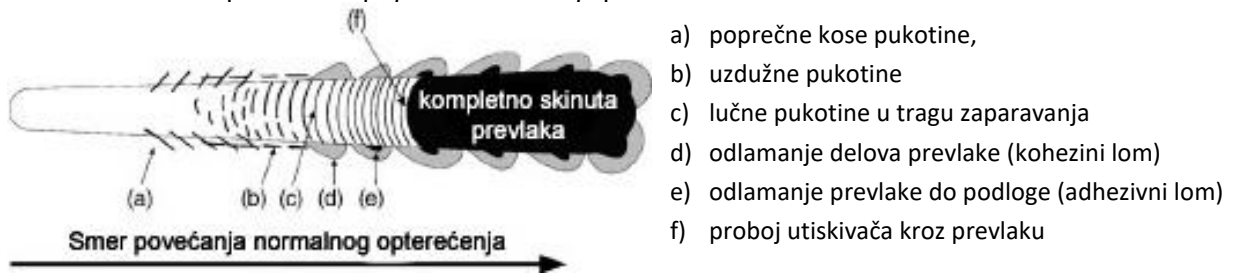 (f)
kompletno skinuta
prevlaka
(a)
(b)
(c)
(d)
(e)
Smer povećanja normalnog opterećenja
a) poprečne kose pukotine,
b) uzdužne pukotine
c) lučne pukotine u tragu zaparavanja
d) odlamanje delova prevlake (kohezini lom)
e) odlamanje prevlake do podloge (adhezivni lom)
f) proboj utiskivača kroz prevlaku